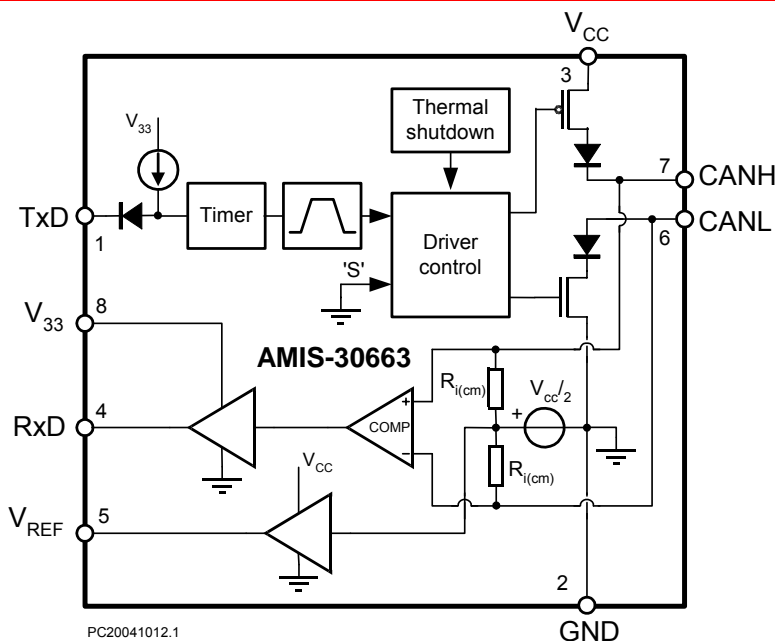 VCC
3
Thermal
shutdown
V33
7
CANH
TxD
1
Timer
Driver
control
CANL
6
'S'
8
V33
AMIS-30663
Ri(cm)
Vcc/2
+
4
RxD
+
COMP
−
Ri(cm)
VCC
5
VREF
2
GND
PC20041012.1